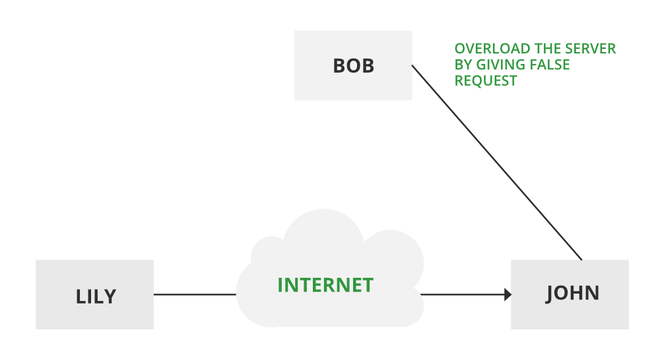 BOB
OVERLOAD THE SERVER
BY GIVING FALSE
REQUEST
LILY
INTERNET
JOHN